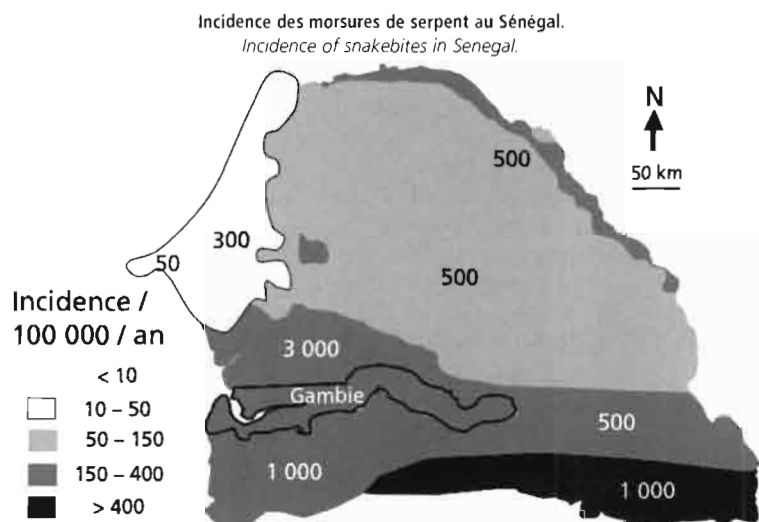 Incidence des morsures de serpent au Sénégal.
Incidence of snakebites in Senegal.
N
50 km
500
300
50
500
Incidence /
100 000 / an
< 10
10 – 50
50 – 150
150 – 400
> 400
3 000
Gambie
500
1 000
1 000